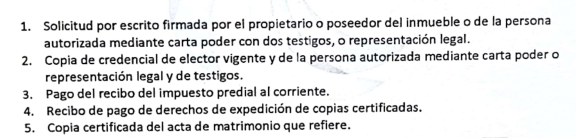 1. Solicitud por escrito firmada por el propietario o poseedor del inmueble o de la persona
autorizada mediante carta poder con dos testigos, o representación legal.
2. Copia de credencial de elector vigente y de la persona autorizada mediante carta poder o
representación legal y de testigos.
3. Pago del recibo del impuesto predial al corriente.
4. Recibo de pago de derechos de expedición de copias certificadas.
5. Copia certificada del acta de matrimonio que refiere.